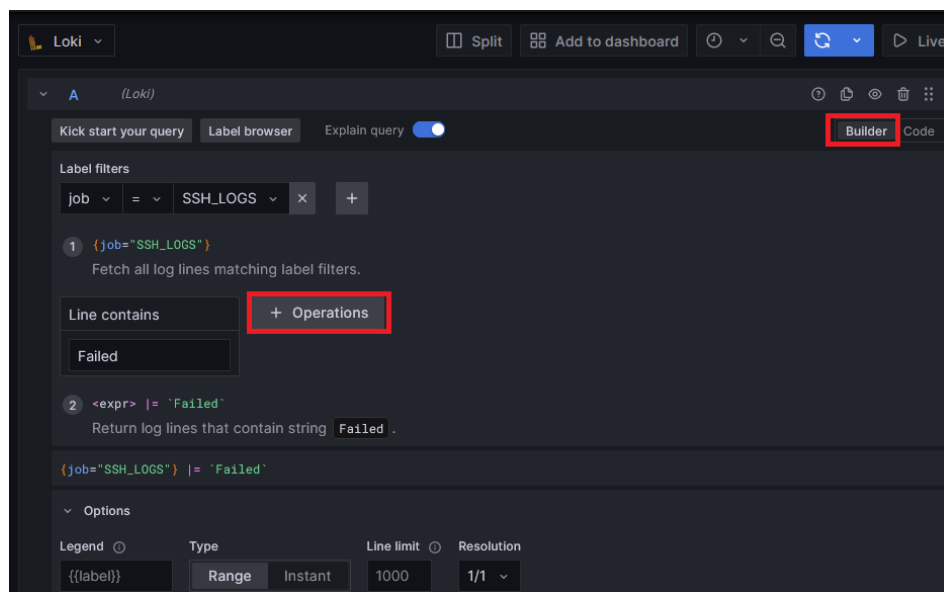 Loki Split Add to dashboard Live
A (Loki)
Kick start your query Label browser Explain query Builder Code
Label filters
job = SSH_LOGS × +
1 {job="SSH_LOGS"}
Fetch all log lines matching label filters.
Line contains + Operations
Failed
2 <expr> |= `Failed`
Return log lines that contain string Failed .
{job="SSH_LOGS"} |= `Failed`
Options
Legend Type Line limit Resolution
{{label}} Range Instant 1000 1/1